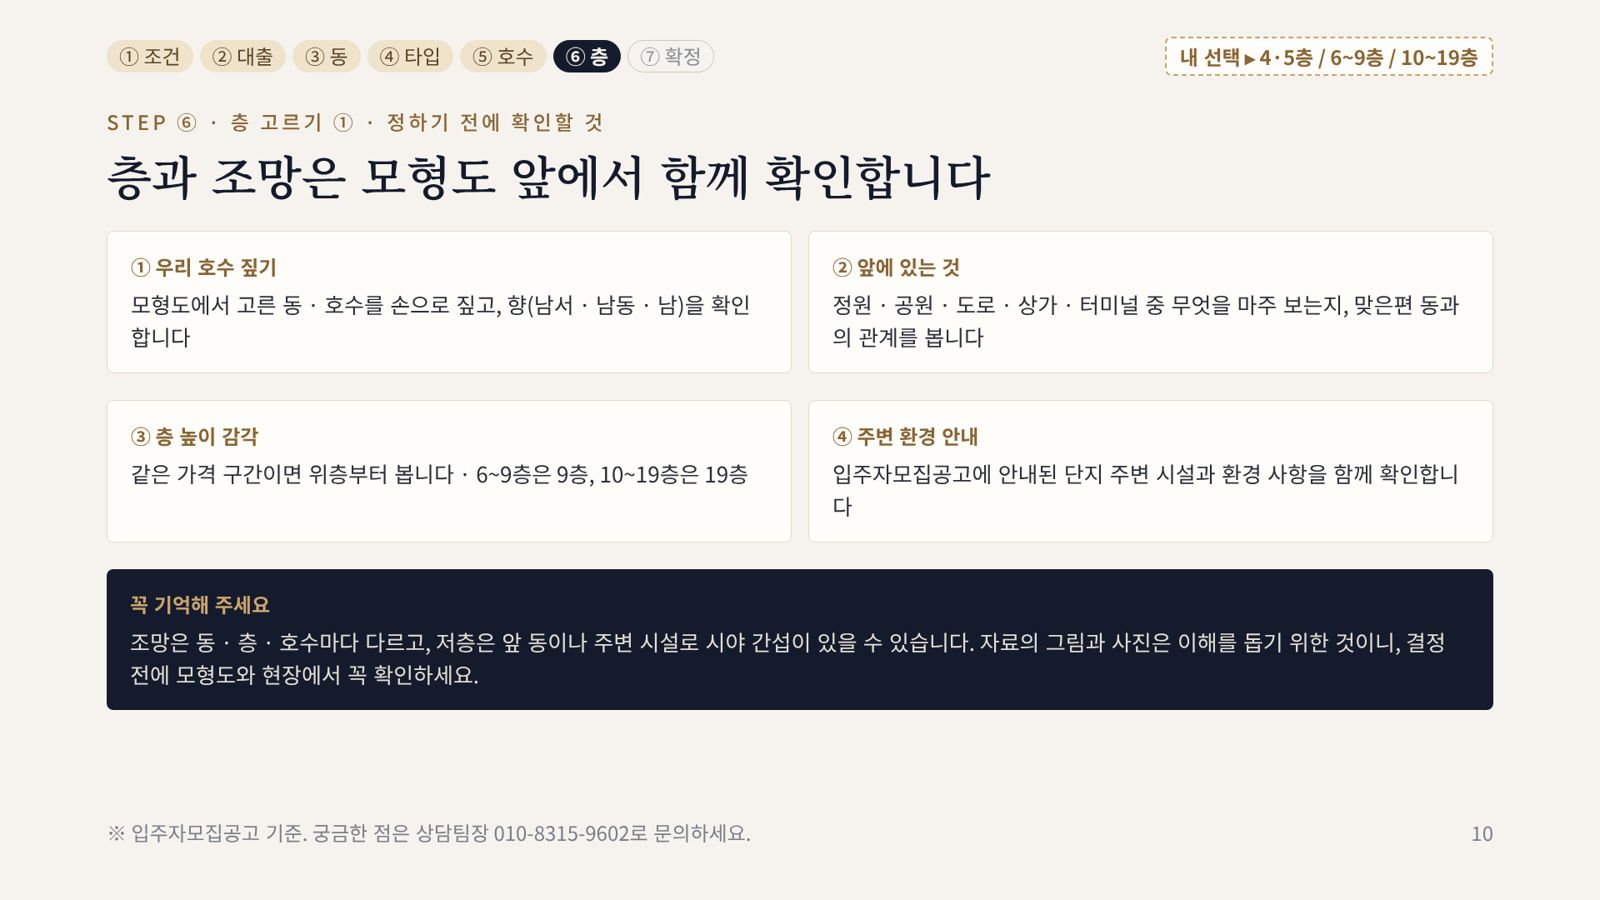 ① 조건 ② 대출 ③ 동 ④ 타입 ⑤ 호수 ⑥ 층 ⑦ 확정
내 선택 ▸ 4·5층 / 6~9층 / 10~19층
STEP ⑥ · 층 고르기 ① · 정하기 전에 확인할 것
층과 조망은 모형도 앞에서 함께 확인합니다
① 우리 호수 짚기
모형도에서 고른 동 · 호수를 손으로 짚고, 향(남서 · 남동 · 남)을 확인
합니다
② 앞에 있는 것
정원 · 공원 · 도로 · 상가 · 터미널 중 무엇을 마주 보는지, 맞은편 동과
의 관계를 봅니다
③ 층 높이 감각
같은 가격 구간이면 위층부터 봅니다 · 6~9층은 9층, 10~19층은 19층
④ 주변 환경 안내
입주자모집공고에 안내된 단지 주변 시설과 환경 사항을 함께 확인합니
다
꼭 기억해 주세요
조망은 동 · 층 · 호수마다 다르고, 저층은 앞 동이나 주변 시설로 시야 간섭이 있을 수 있습니다. 자료의 그림과 사진은 이해를 돕기 위한 것이니, 결정
전에 모형도와 현장에서 꼭 확인하세요.
※ 입주자모집공고 기준. 궁금한 점은 상담팀장 010-8315-9602로 문의하세요.
10